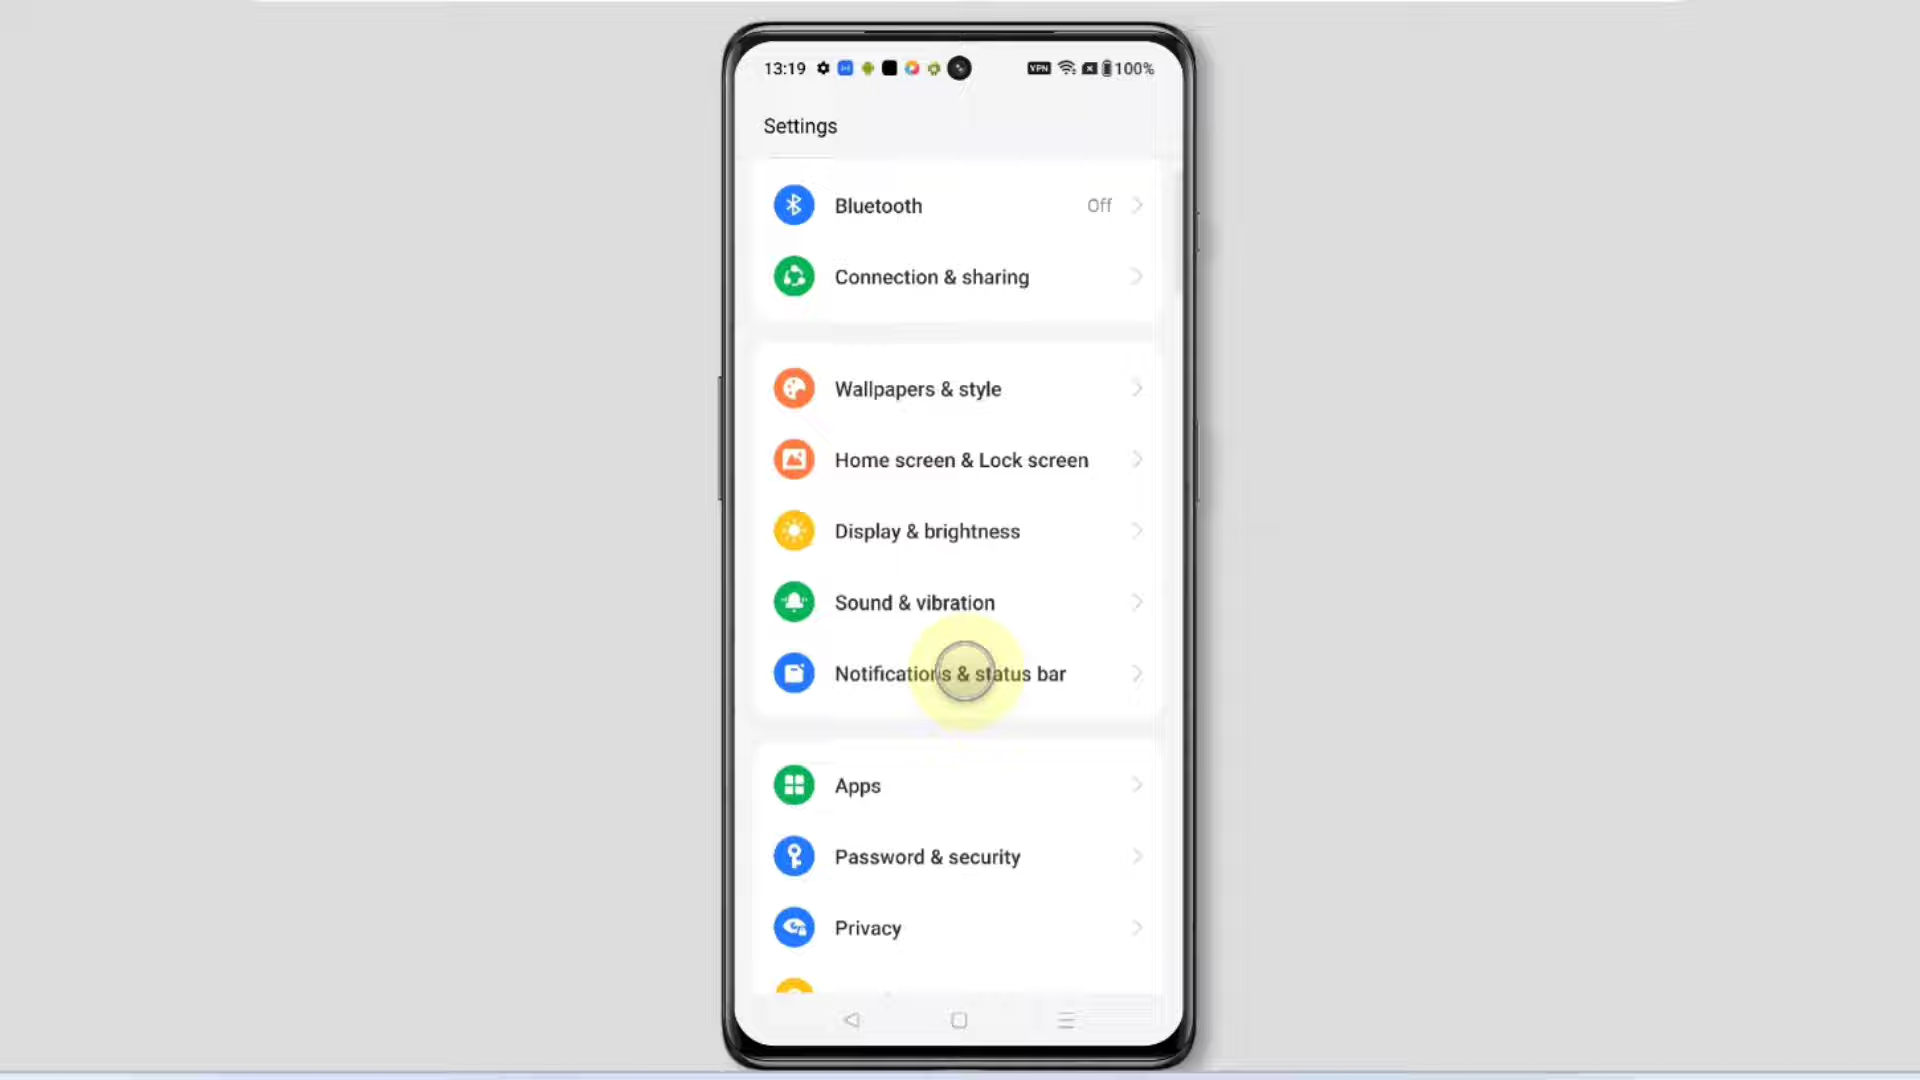 13:19 VPN 100%
Settings
Bluetooth Off
Connection & sharing
Wallpapers & style
Home screen & Lock screen
Display & brightness
Sound & vibration
Notifications & status bar
Apps
Password & security
Privacy